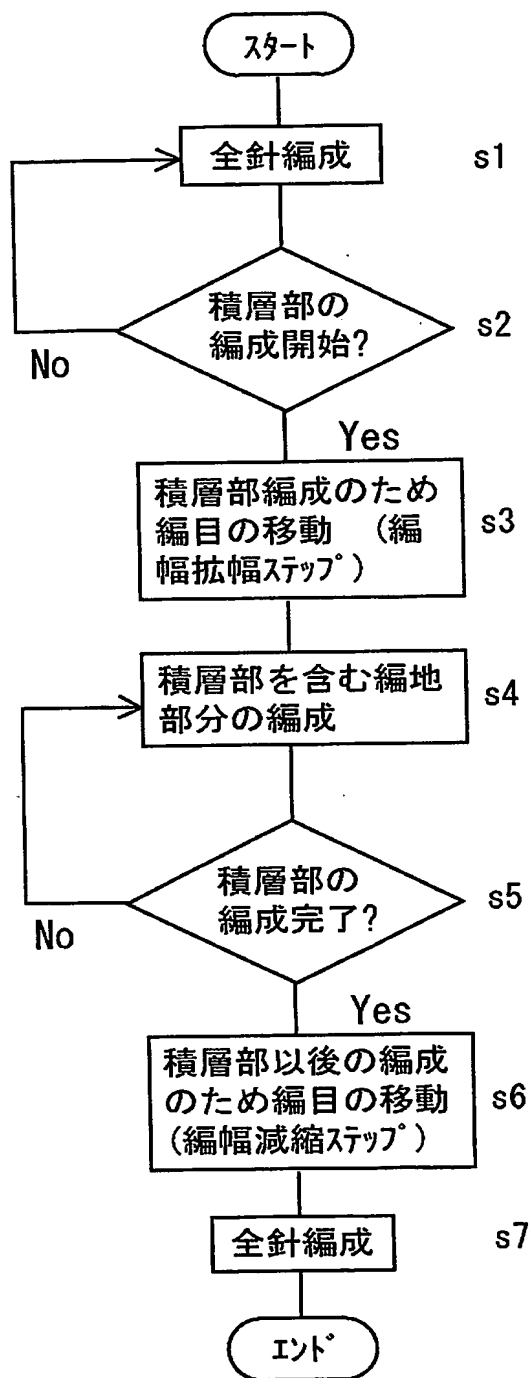 スタート
全針編成
s1
積層部の
編成開始?
s2
No
Yes
積層部編成のため
編目の移動 (編
幅拡幅ステップ)
s3
積層部を含む編地
部分の編成
s4
積層部の
編成完了?
s5
No
Yes
積層部以後の編成
のため編目の移動
(編幅減縮ステップ)
s6
全針編成
s7
エンド